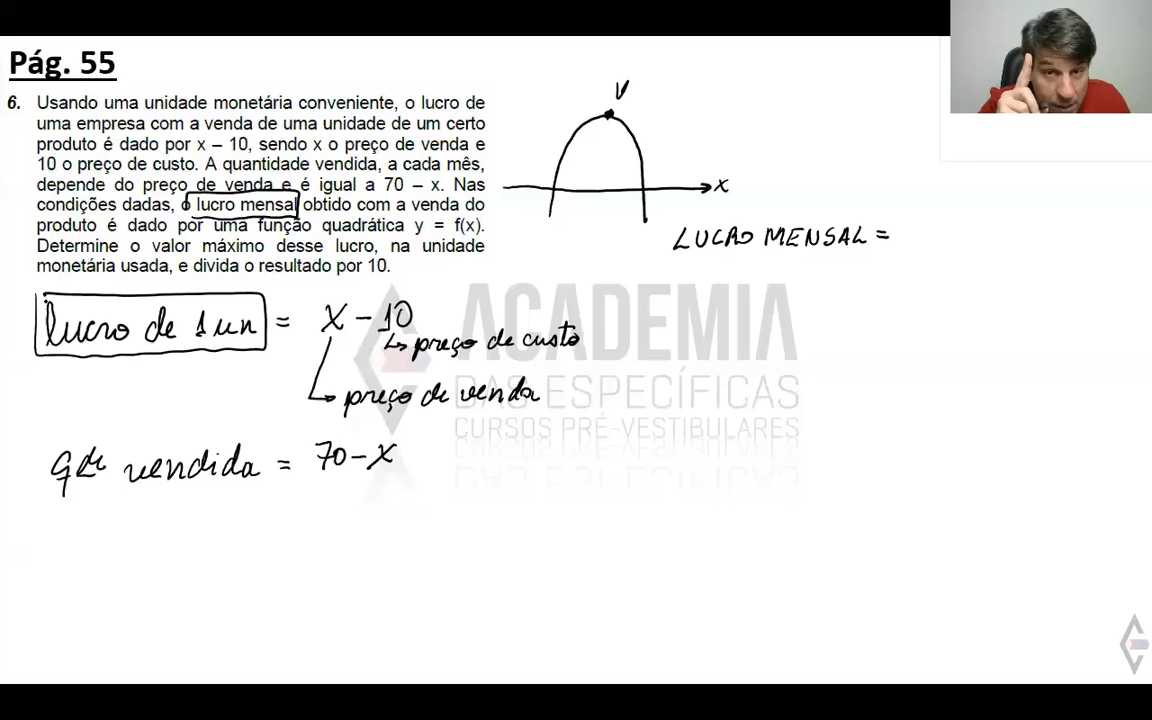 Pág. 55
6. Usando uma unidade monetária conveniente, o lucro de
uma empresa com a venda de uma unidade de um certo
produto é dado por x – 10, sendo x o preço de venda e
10 o preço de custo. A quantidade vendida, a cada mês,
depende do preço de venda e é igual a 70 – x. Nas
condições dadas, o lucro mensal obtido com a venda do
produto é dado por uma função quadrática y = f(x).
Determine o valor máximo desse lucro, na unidade
monetária usada, e divida o resultado por 10.
V
x
LUCRO MENSAL =
lucro de 1 un = x – 10
preço de custo
preço de venda
qde vendida = 70 – x
ACADEMIA
DAS ESPECÍFICAS
CURSOS PRÉ-VESTIBULARES